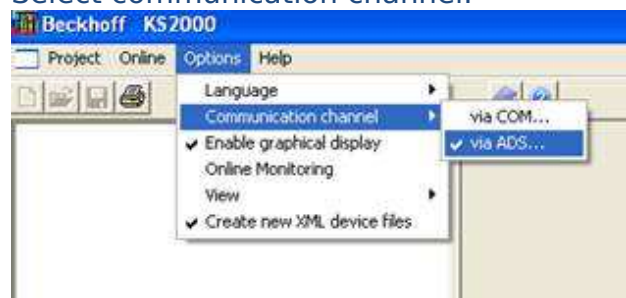 Select communication channel.
Beckhoff KS2000
Project Online Options Help
Language
Communication channel
via COM...
via ADS...
Enable graphical display
Online Monitoring
View
Create new XML device files